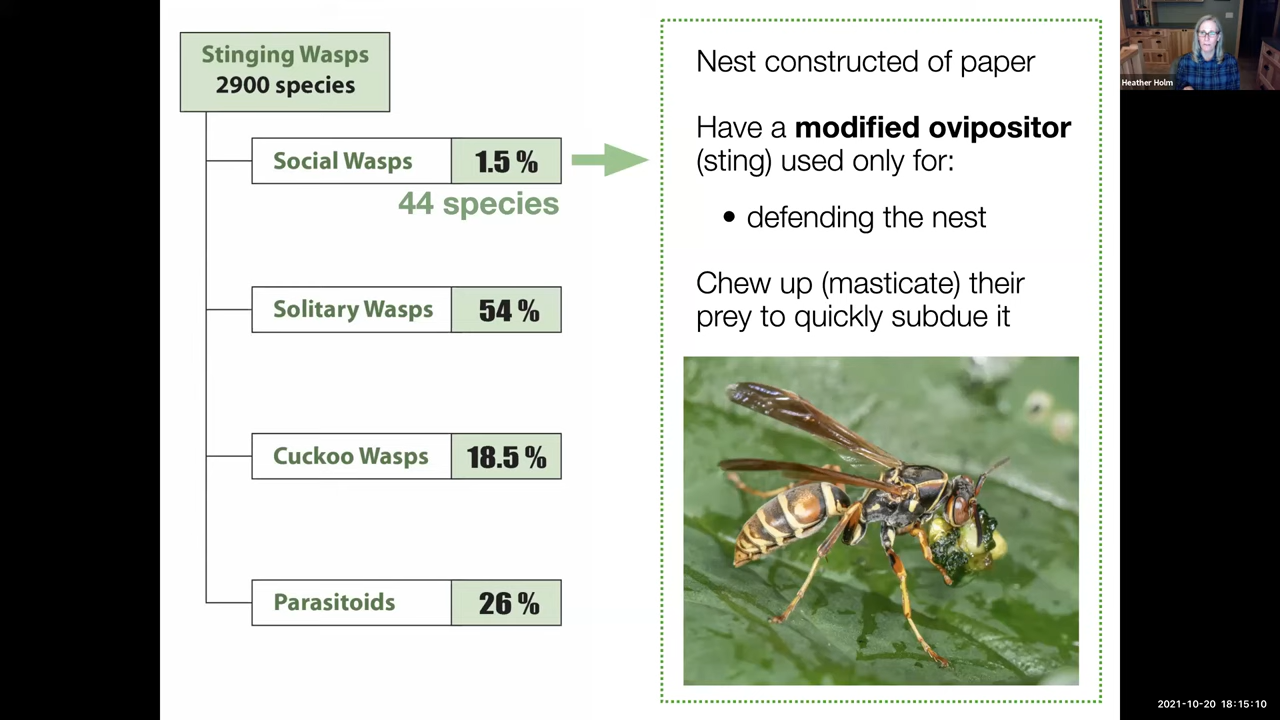 Stinging Wasps
2900 species
Social Wasps 1.5 %
44 species
Solitary Wasps 54 %
Cuckoo Wasps 18.5 %
Parasitoids 26 %
Nest constructed of paper
Have a modified ovipositor
(sting) used only for:
• defending the nest
Chew up (masticate) their
prey to quickly subdue it
Heather Holm
2021-10-20 18:15:10